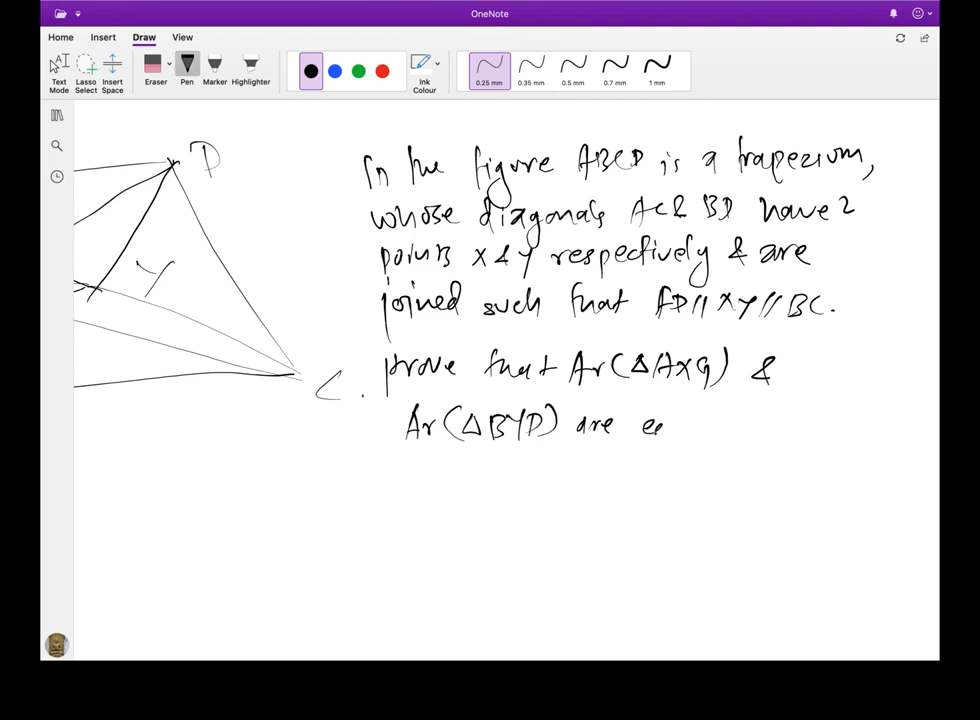 OneNote
Home Insert Draw View
Text Mode Lasso Select Insert Space Eraser Pen Marker Highlighter Ink Colour 0.25 mm 0.35 mm 0.5 mm 0.7 mm 1 mm
D
In the figure ABCD is a trapezium,
whose diagonals AC & BD have 2
points X & Y respectively & are
joined such that AD // XY // BC.
Y
prove that Ar(△AXC) &
C
Ar(△BYD) are eq